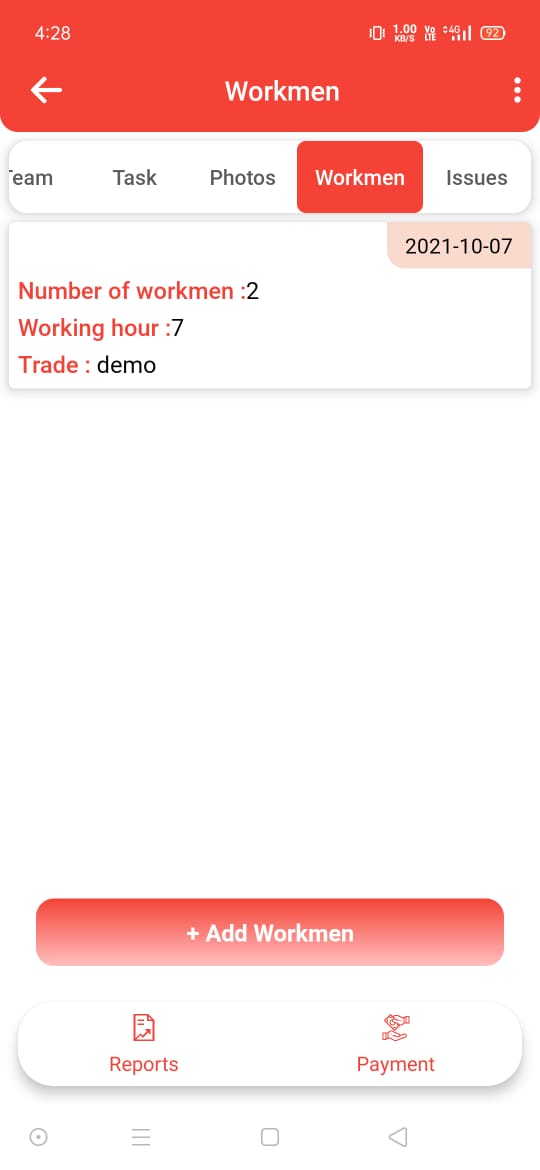 4:28
1.00 KB/S Vo LTE 4G 92
Workmen
Team Task Photos Workmen Issues
2021-10-07
Number of workmen :2
Working hour :7
Trade : demo
+ Add Workmen
Reports Payment